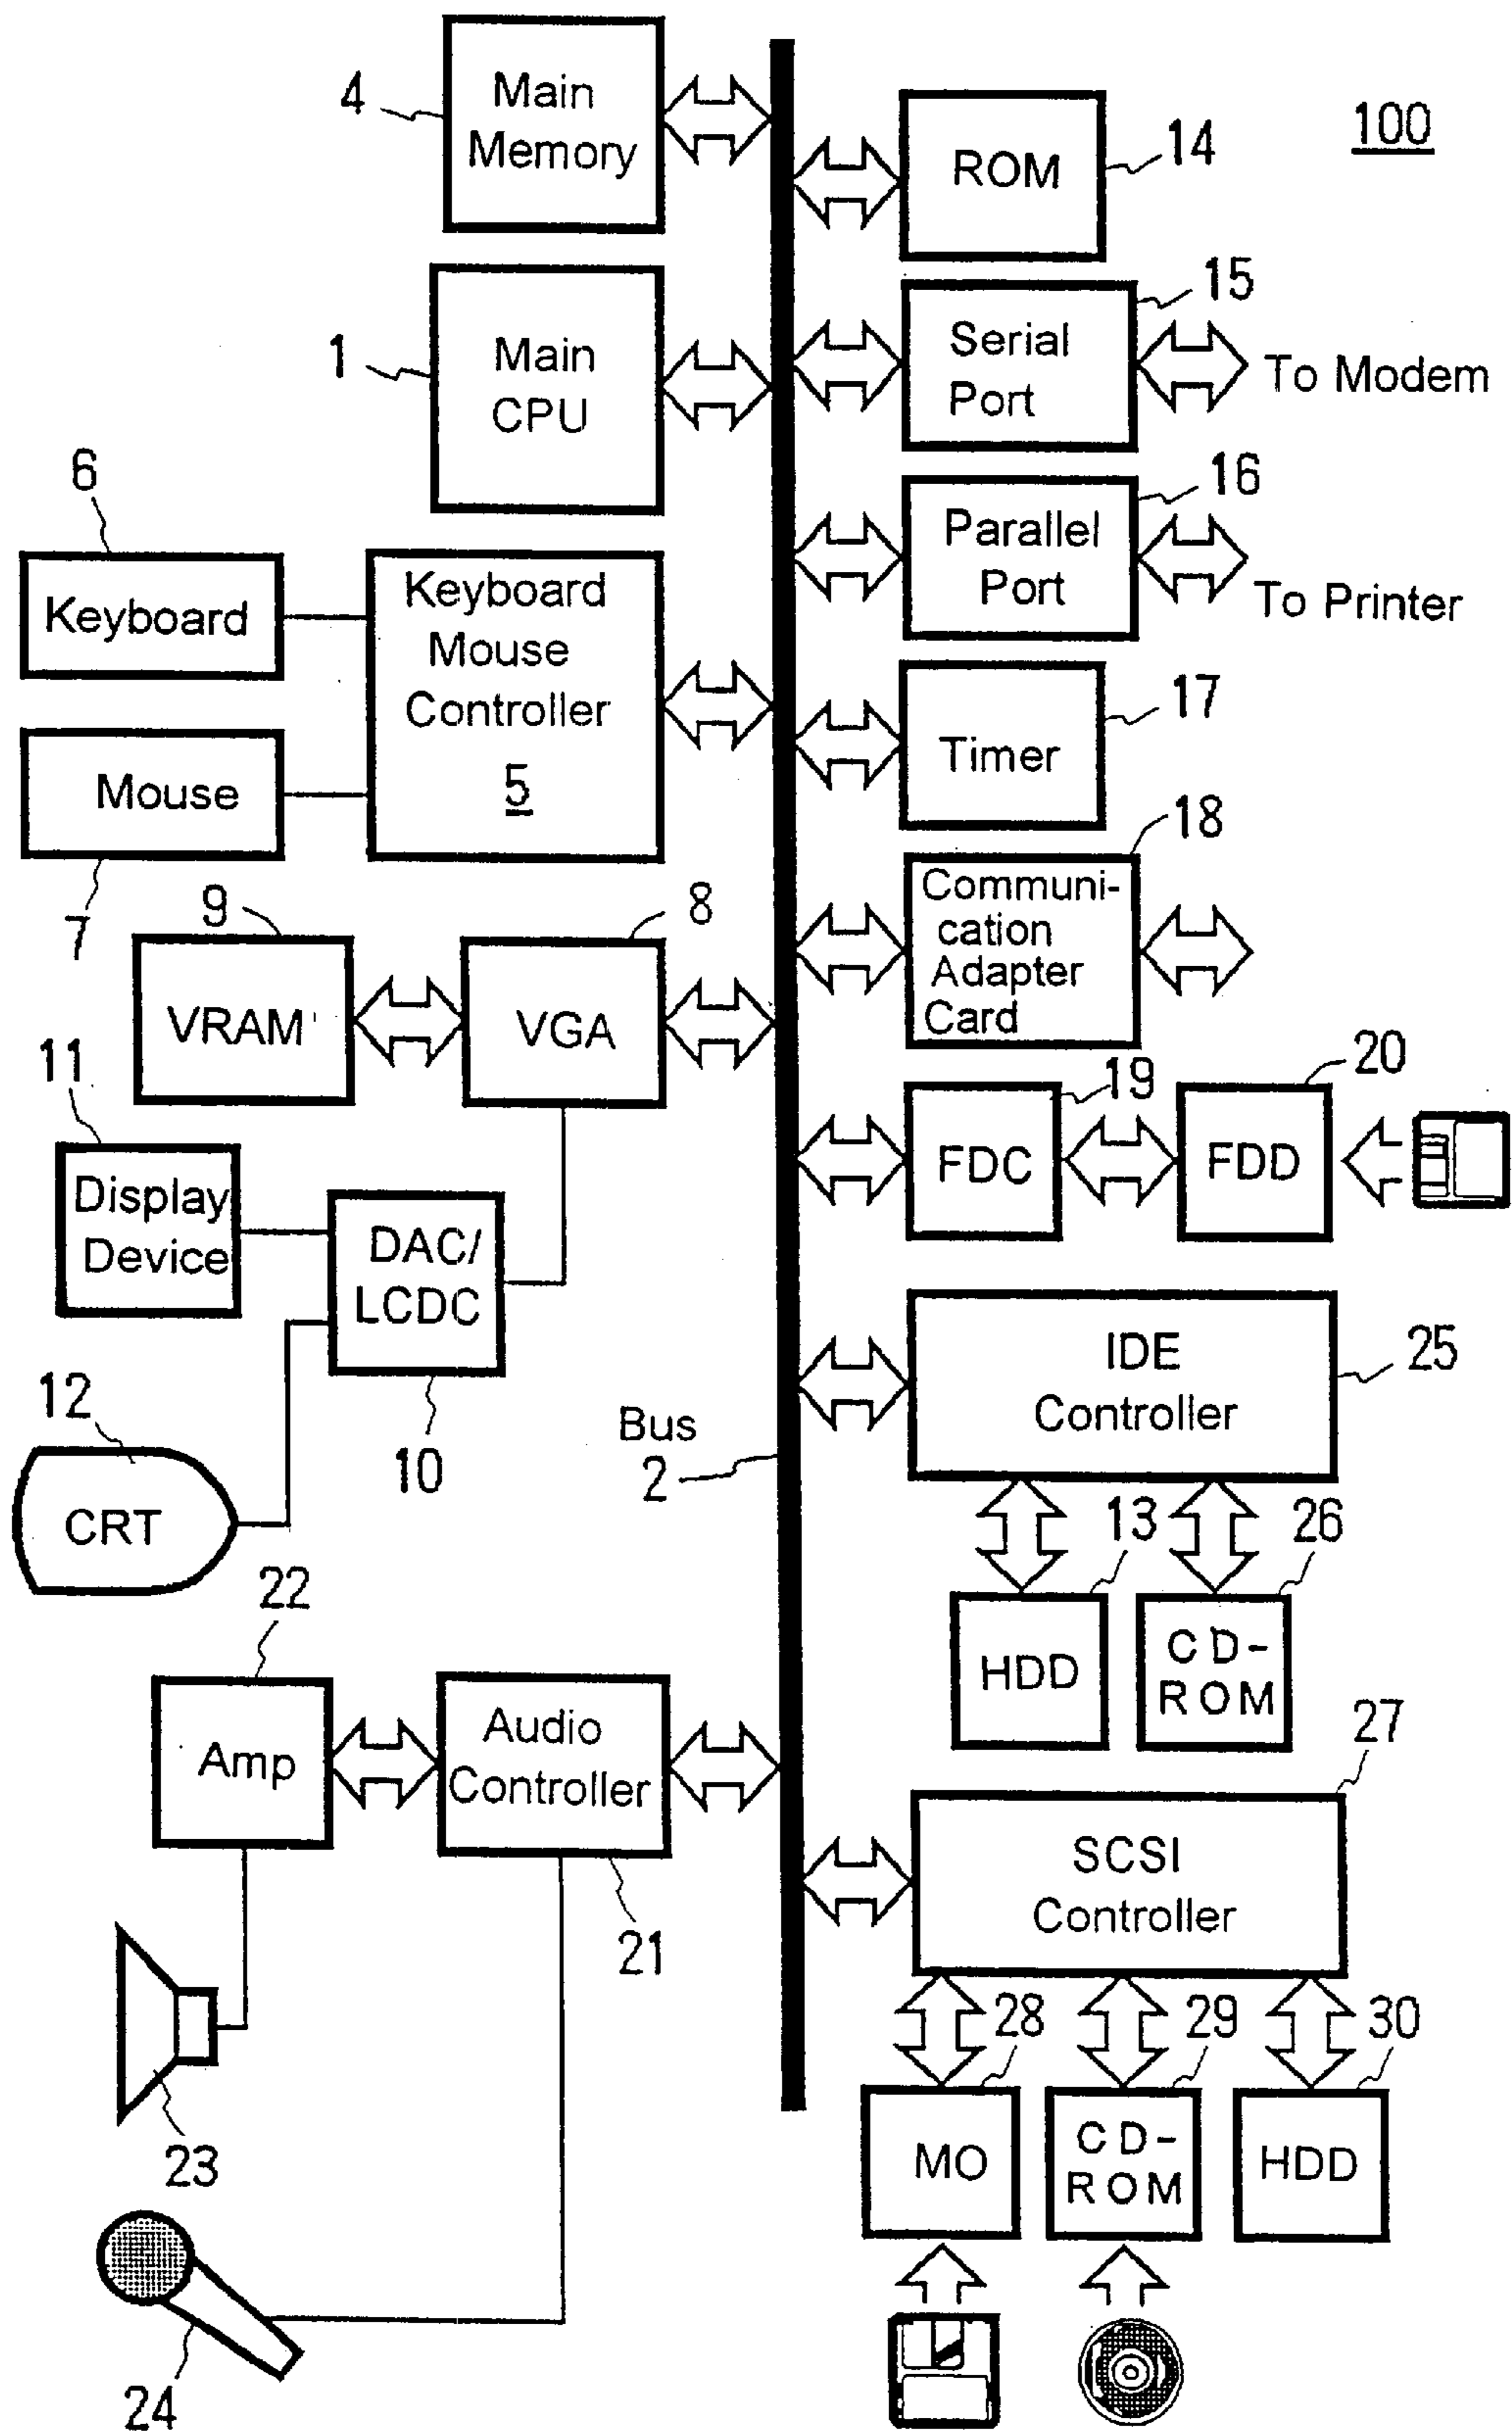 100
4
Main
Memory
ROM
14
1
Main
CPU
15
Serial
Port
To Modem
6
Keyboard
Keyboard
Mouse
Controller
5
16
Parallel
Port
To Printer
Mouse
7
17
Timer
9
VRAM
8
VGA
18
Communi-
cation
Adapter
Card
11
Display
Device
DAC/
LCDC
10
19
FDC
20
FDD
12
CRT
Bus
2
IDE
Controller
25
13
HDD
26
CD-
ROM
22
Amp
Audio
Controller
21
27
SCSI
Controller
23
24
28
MO
29
CD-
ROM
30
HDD